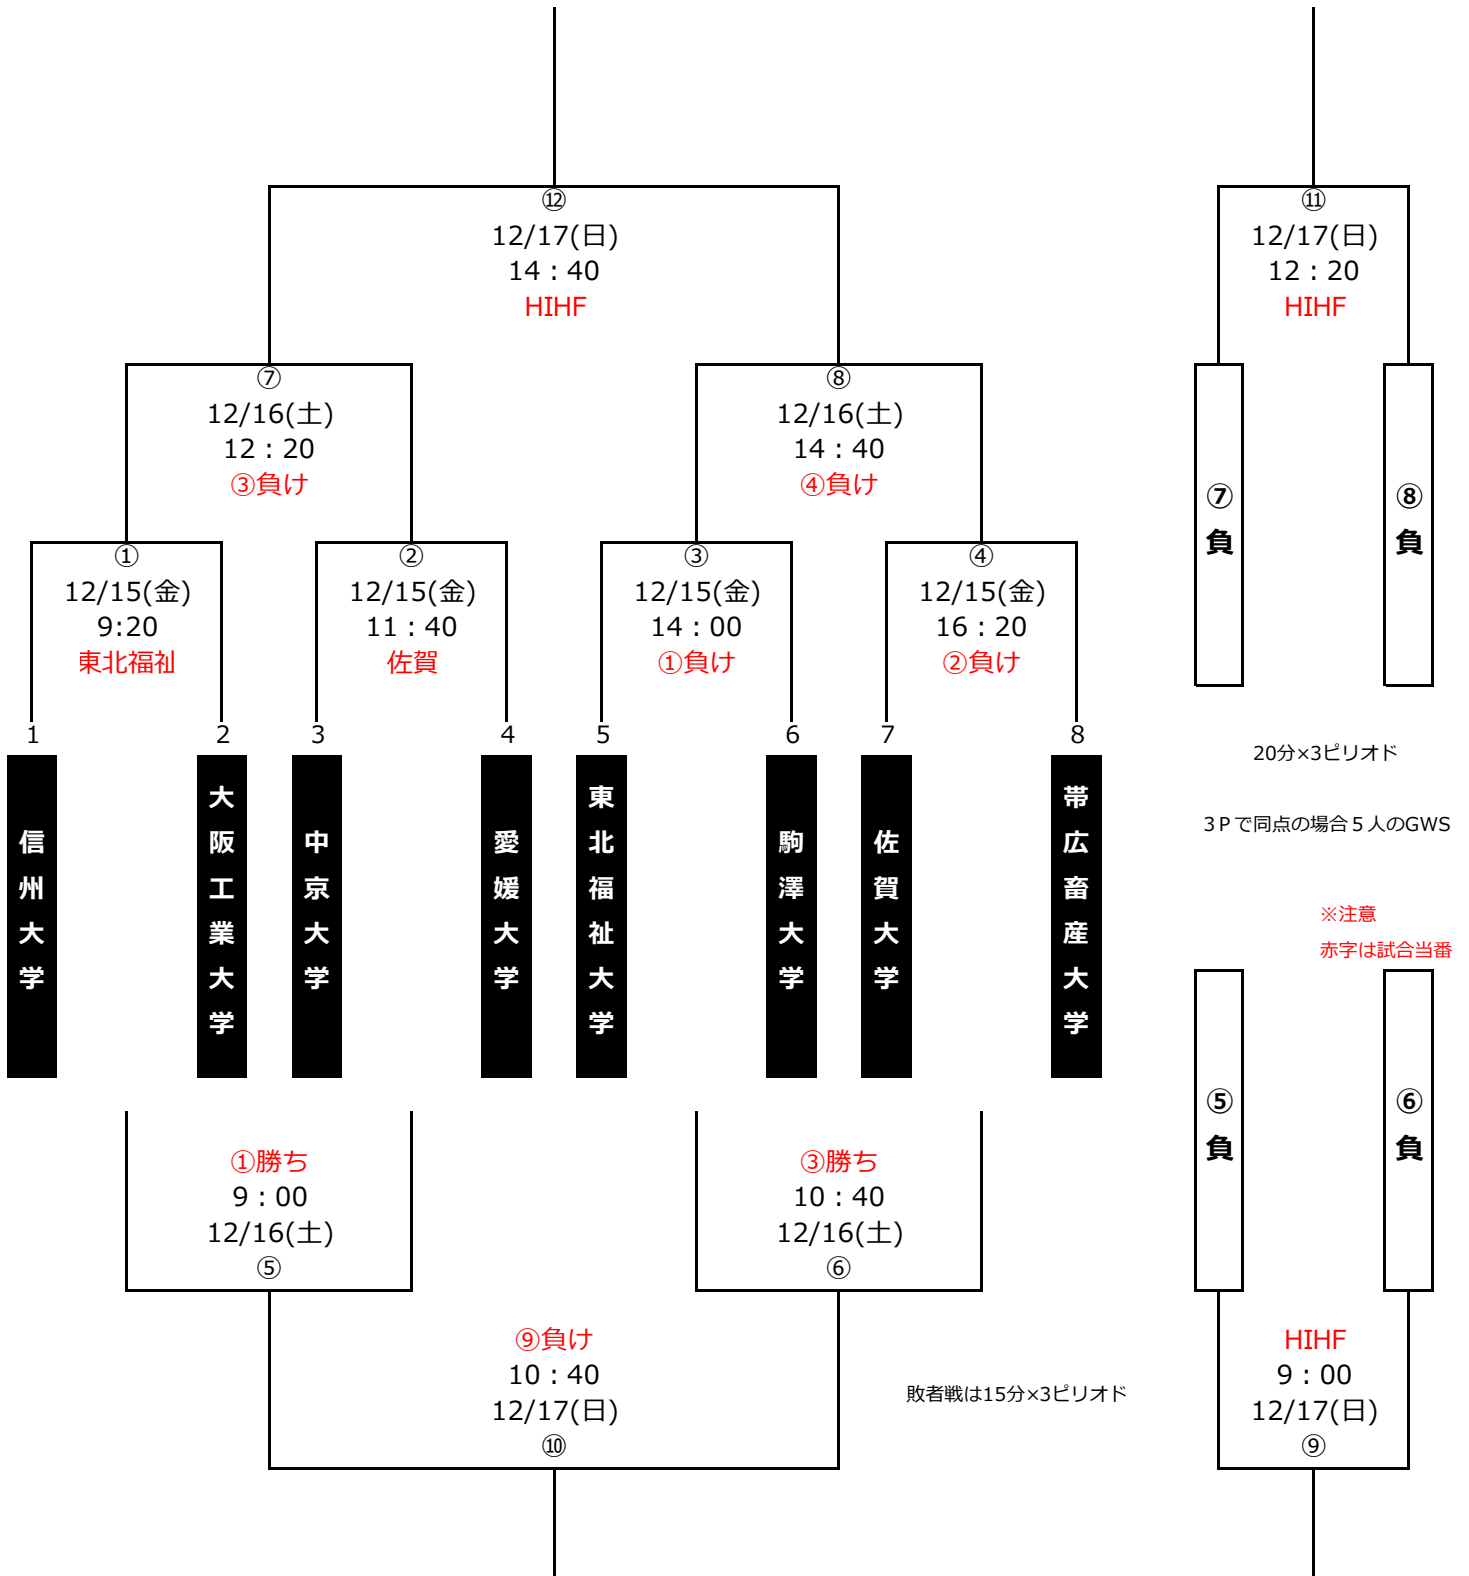 ⑫
12/17(日)
14：40
HIHF
⑪
12/17(日)
12：20
HIHF
⑦
12/16(土)
12：20
③負け
⑧
12/16(土)
14：40
④負け
⑦負
⑧負
①
12/15(金)
9:20
東北福祉
②
12/15(金)
11：40
佐賀
③
12/15(金)
14：00
①負け
④
12/15(金)
16：20
②負け
1
2
3
4
5
6
7
8
信州大学
大阪工業大学
中京大学
愛媛大学
東北福祉大学
駒澤大学
佐賀大学
帯広畜産大学
20分×3ピリオド
3Ｐで同点の場合５人のGWS
※注意
赤字は試合当番
⑤負
⑥負
①勝ち
9：00
12/16(土)
⑤
③勝ち
10：40
12/16(土)
⑥
⑨負け
10：40
12/17(日)
⑩
敗者戦は15分×3ピリオド
HIHF
9：00
12/17(日)
⑨